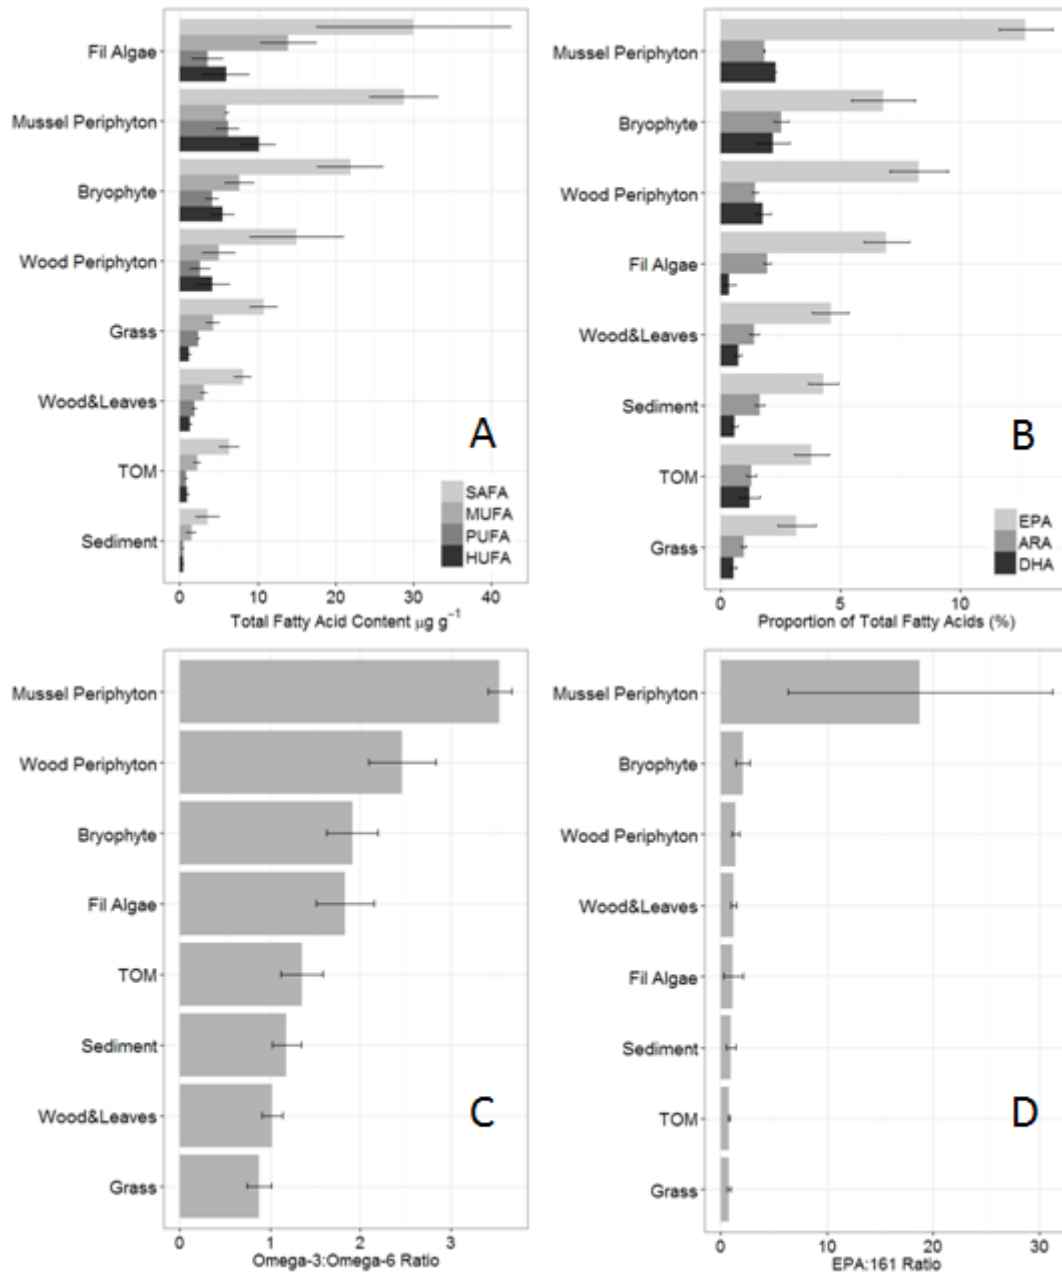 Fil Algae
Mussel Periphyton
Bryophyte
Wood Periphyton
Grass
Wood&Leaves
TOM
Sediment
A
SAFA
MUFA
PUFA
HUFA
0 10 20 30 40
Total Fatty Acid Content µg g⁻¹
Mussel Periphyton
Bryophyte
Wood Periphyton
Fil Algae
Wood&Leaves
Sediment
TOM
Grass
B
EPA
ARA
DHA
0 5 10
Proportion of Total Fatty Acids (%)
Mussel Periphyton
Wood Periphyton
Bryophyte
Fil Algae
TOM
Sediment
Wood&Leaves
Grass
C
0 1 2 3
Omega-3:Omega-6 Ratio
Mussel Periphyton
Bryophyte
Wood Periphyton
Wood&Leaves
Fil Algae
Sediment
TOM
Grass
D
0 10 20 30
EPA:161 Ratio